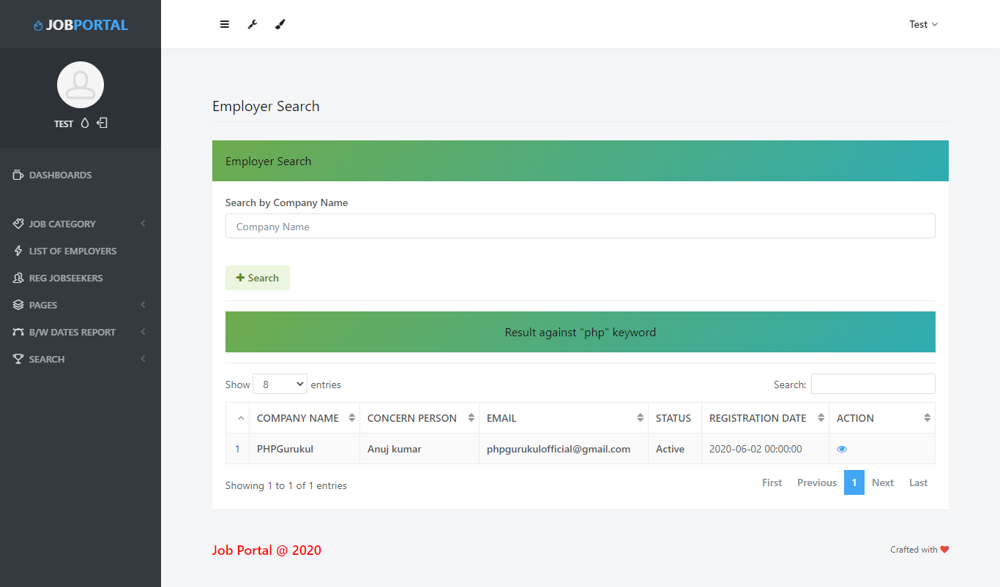 JOBPORTAL
Test
TEST
DASHBOARDS
JOB CATEGORY
LIST OF EMPLOYERS
REG JOBSEEKERS
PAGES
B/W DATES REPORT
SEARCH
Employer Search
Employer Search
Search by Company Name
Company Name
Search
Result against "php" keyword
Show 8 entries Search:
COMPANY NAME CONCERN PERSON EMAIL STATUS REGISTRATION DATE ACTION
1 PHPGurukul Anuj kumar phpgurukulofficial@gmail.com Active 2020-06-02 00:00:00
Showing 1 to 1 of 1 entries First Previous 1 Next Last
Job Portal @ 2020 Crafted with